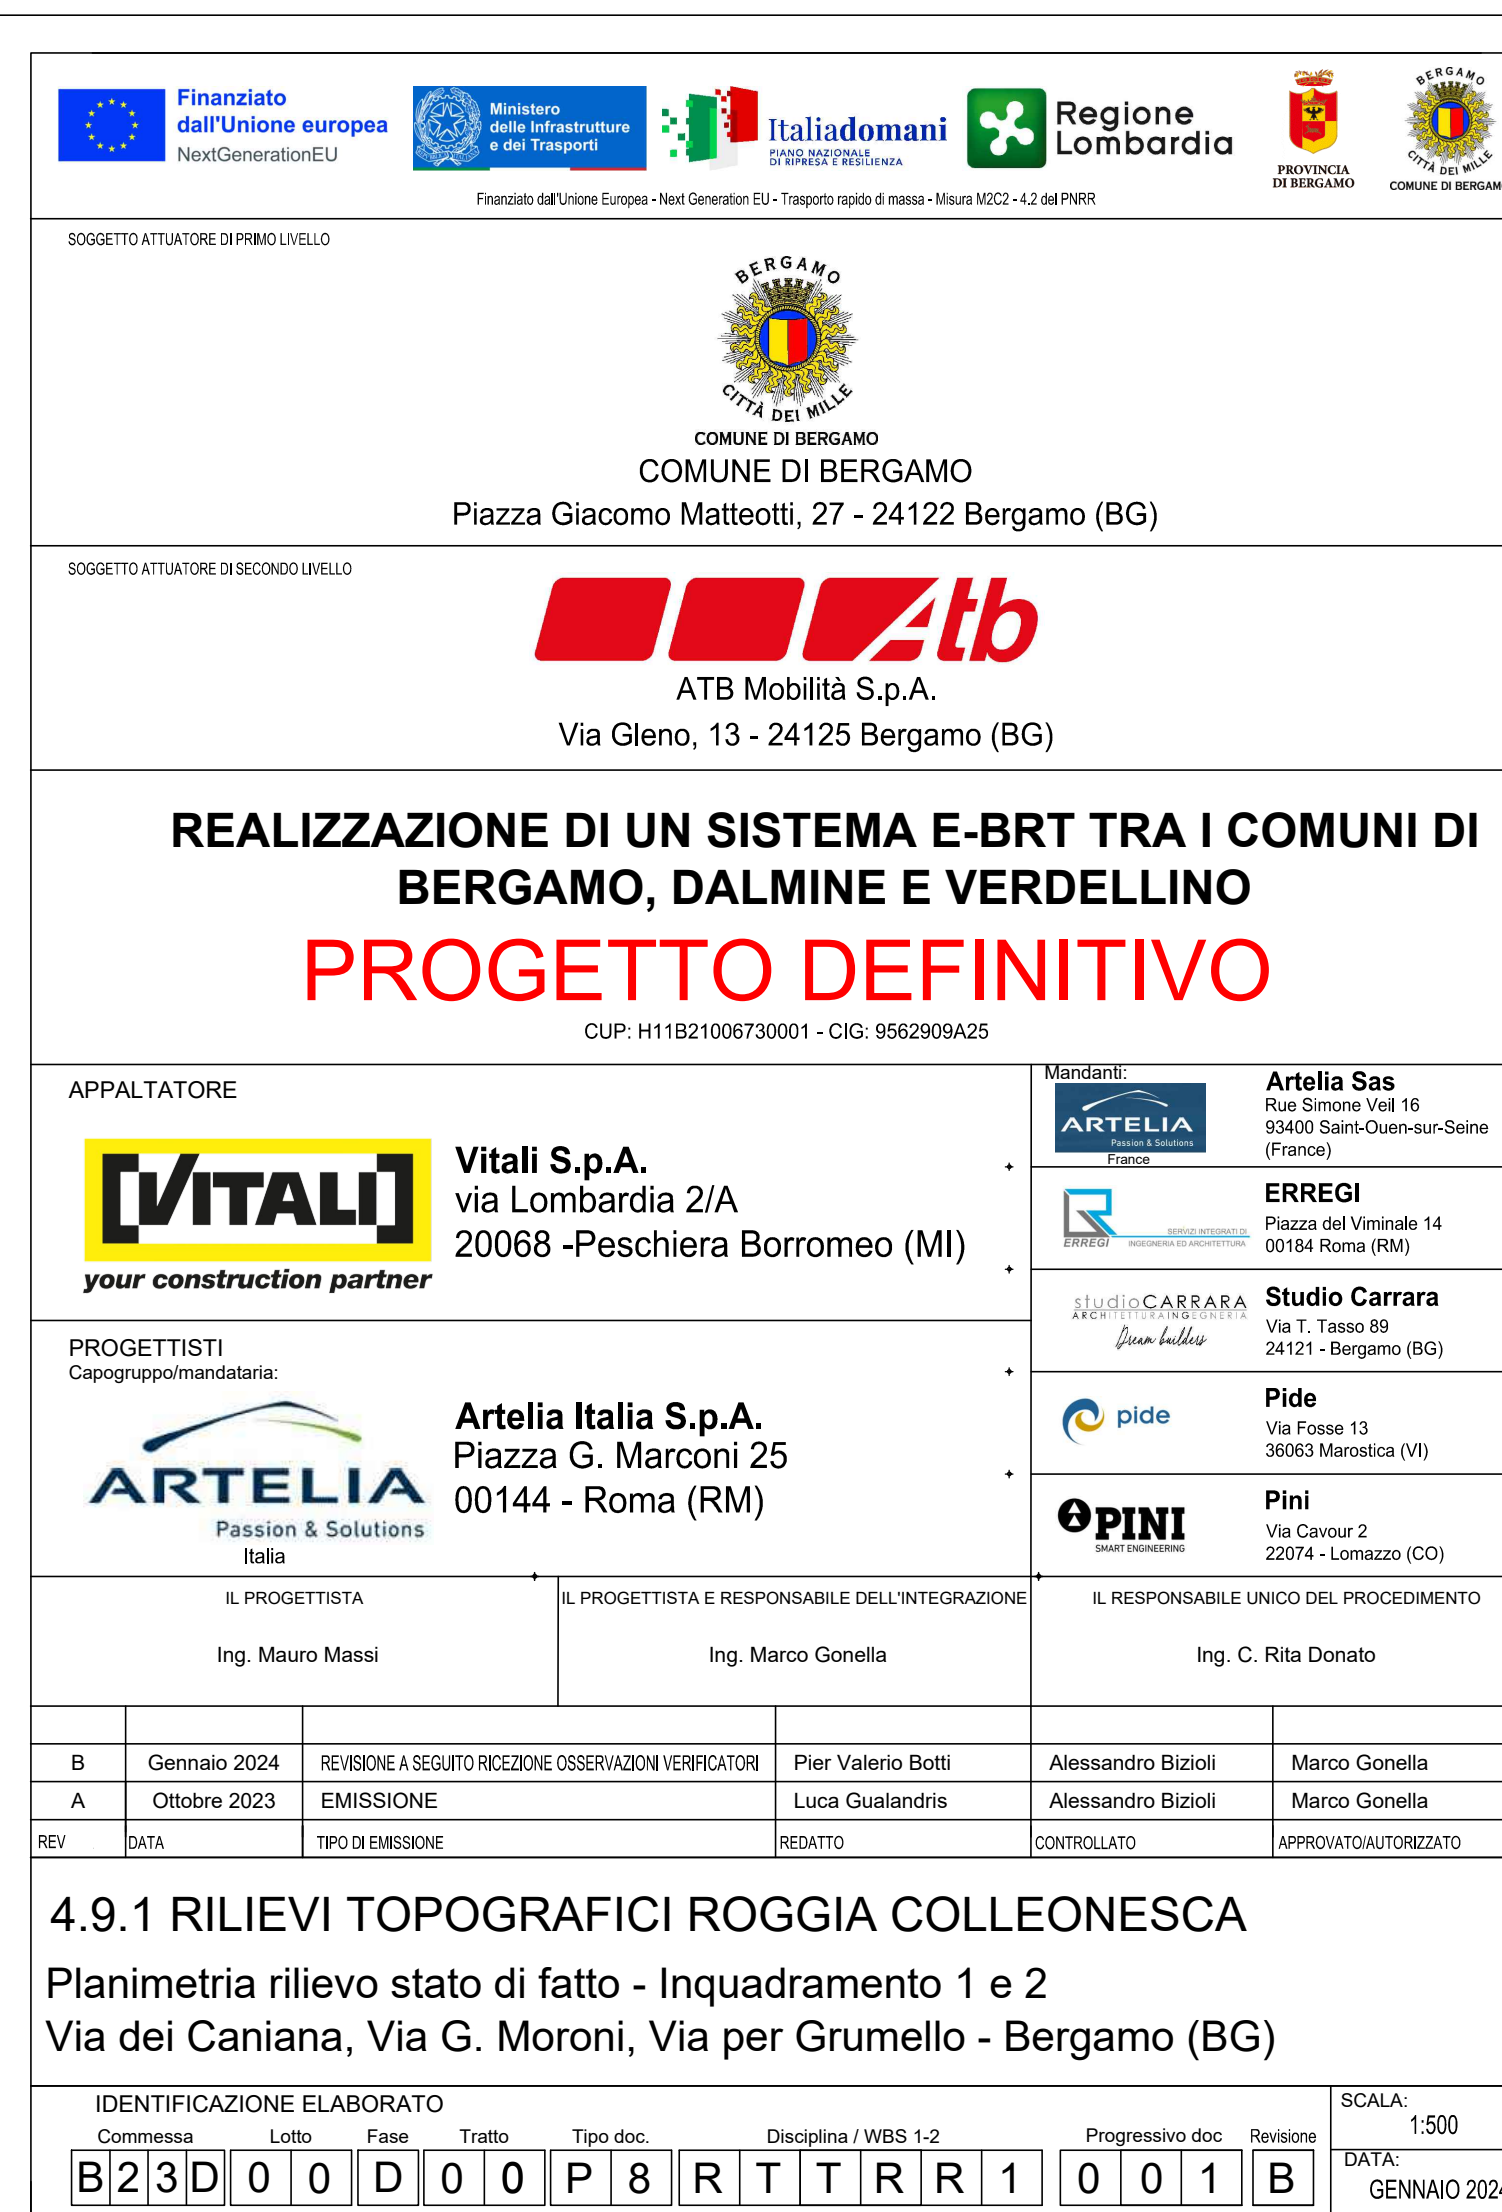 Finanziato
dall'Unione europea
NextGenerationEU
Ministero
delle Infrastrutture
e dei Trasporti
Italiadomani
PIANO NAZIONALE
DI RIPRESA E RESILIENZA
Regione
Lombardia
PROVINCIA
DI BERGAMO
BERGAMO
CITTÀ DEI MILLE
COMUNE DI BERGAM
Finanziato dall'Unione Europea - Next Generation EU - Trasporto rapido di massa - Misura M2C2 - 4.2 del PNRR
SOGGETTO ATTUATORE DI PRIMO LIVELLO
BERGAMO
CITTÀ DEI MILLE
COMUNE DI BERGAMO
COMUNE DI BERGAMO
Piazza Giacomo Matteotti, 27 - 24122 Bergamo (BG)
SOGGETTO ATTUATORE DI SECONDO LIVELLO
Atb
ATB Mobilità S.p.A.
Via Gleno, 13 - 24125 Bergamo (BG)
REALIZZAZIONE DI UN SISTEMA E-BRT TRA I COMUNI DI
BERGAMO, DALMINE E VERDELLINO
PROGETTO DEFINITIVO
CUP: H11B21006730001 - CIG: 9562909A25
APPALTATORE
VITALI
your construction partner
Vitali S.p.A.
via Lombardia 2/A
20068 -Peschiera Borromeo (MI)
PROGETTISTI
Capogruppo/mandataria:
ARTELIA
Passion & Solutions
Italia
Artelia Italia S.p.A.
Piazza G. Marconi 25
00144 - Roma (RM)
Mandanti:
ARTELIA
Passion & Solutions
France
Artelia Sas
Rue Simone Veil 16
93400 Saint-Ouen-sur-Seine
(France)
ERREGI
SERVIZI INTEGRATI DI
INGEGNERIA ED ARCHITETTURA
ERREGI
Piazza del Viminale 14
00184 Roma (RM)
studioCARRARA
ARCHITETTURAINGEGNERIA
Dream builders
Studio Carrara
Via T. Tasso 89
24121 - Bergamo (BG)
pide
Pide
Via Fosse 13
36063 Marostica (VI)
PINI
SMART ENGINEERING
Pini
Via Cavour 2
22074 - Lomazzo (CO)
IL PROGETTISTA
Ing. Mauro Massi
IL PROGETTISTA E RESPONSABILE DELL'INTEGRAZIONE
Ing. Marco Gonella
IL RESPONSABILE UNICO DEL PROCEDIMENTO
Ing. C. Rita Donato
B Gennaio 2024 REVISIONE A SEGUITO RICEZIONE OSSERVAZIONI VERIFICATORI Pier Valerio Botti Alessandro Bizioli Marco Gonella
A Ottobre 2023 EMISSIONE Luca Gualandris Alessandro Bizioli Marco Gonella
REV DATA TIPO DI EMISSIONE REDATTO CONTROLLATO APPROVATO/AUTORIZZATO
4.9.1 RILIEVI TOPOGRAFICI ROGGIA COLLEONESCA
Planimetria rilievo stato di fatto - Inquadramento 1 e 2
Via dei Caniana, Via G. Moroni, Via per Grumello - Bergamo (BG)
IDENTIFICAZIONE ELABORATO
Commessa Lotto Fase Tratto Tipo doc. Disciplina / WBS 1-2 Progressivo doc Revisione
B 2 3 D 0 0 D 0 0 P 8 R T T R R 1 0 0 1 B
SCALA:
1:500
DATA:
GENNAIO 2024